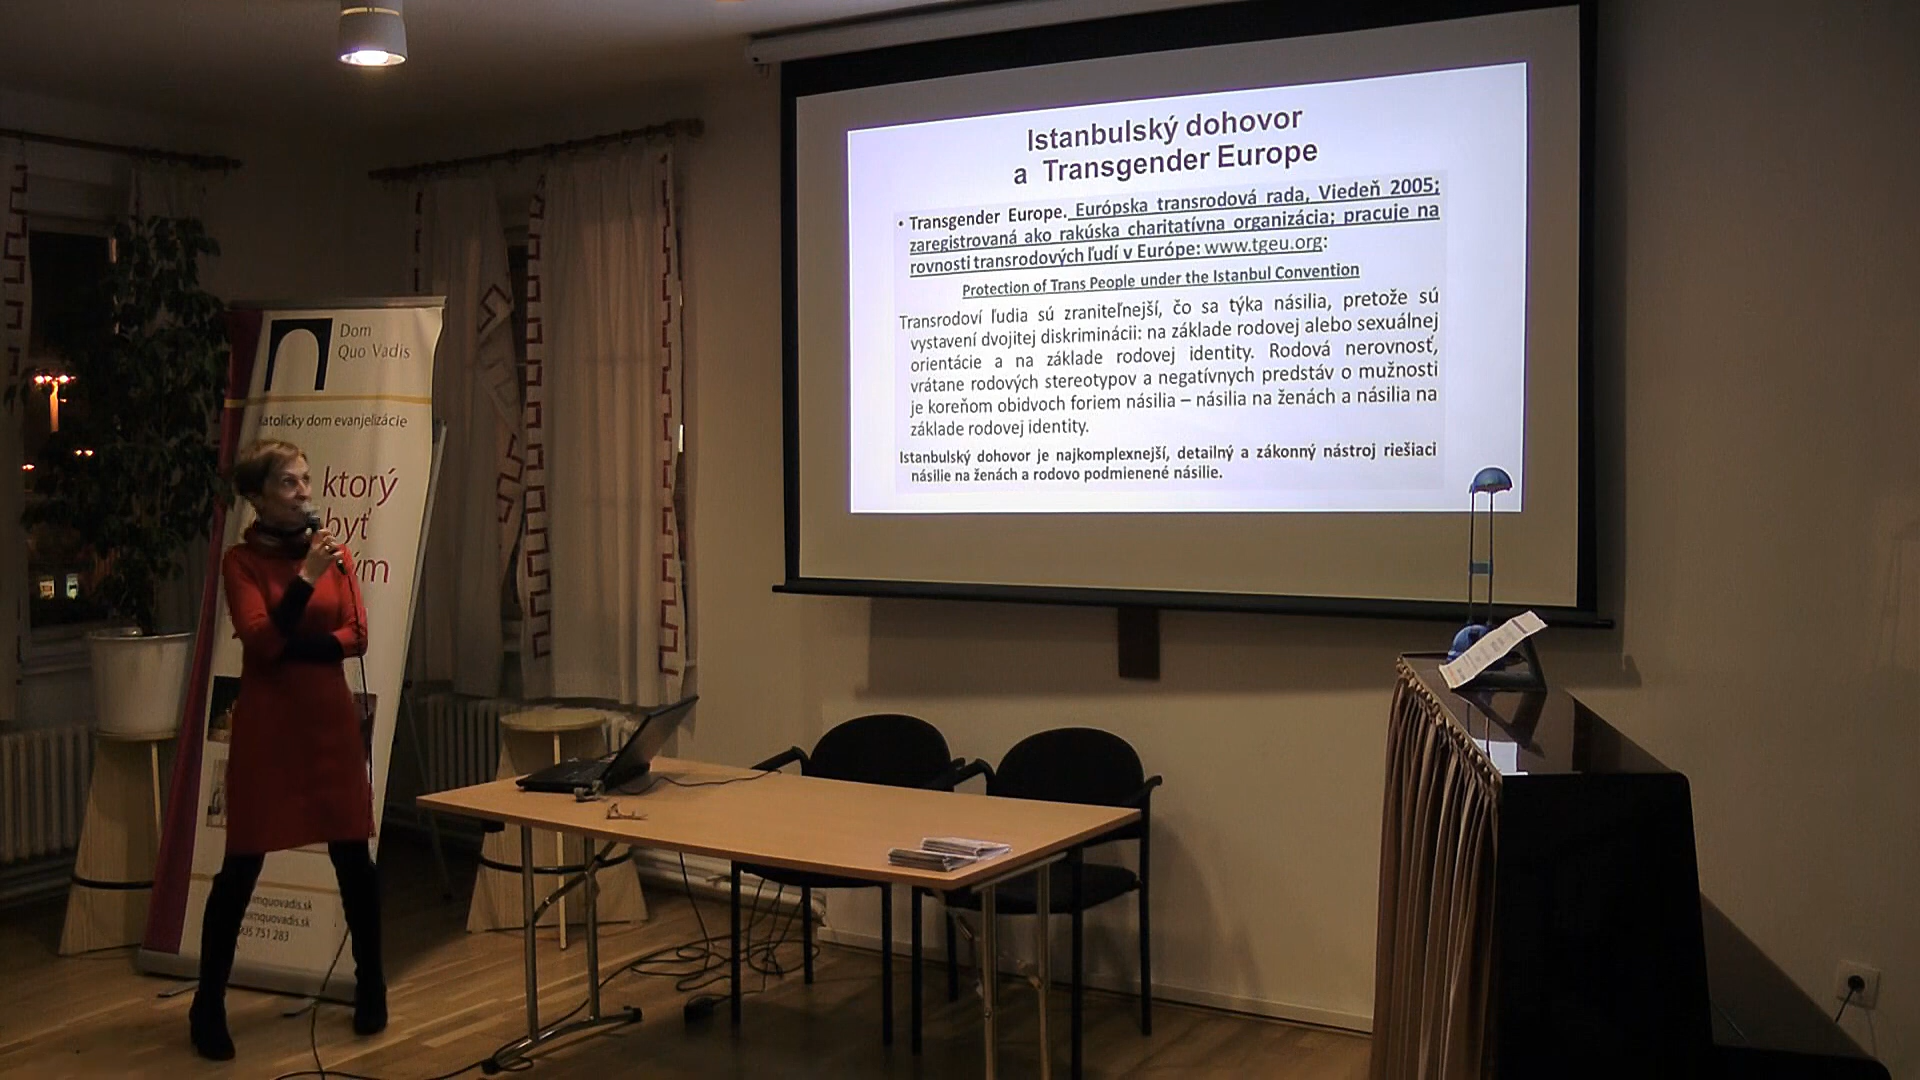 Istanbulský dohovor
a Transgender Europe
• Transgender Europe. Európska transrodová rada, Viedeň 2005;
zaregistrovaná ako rakúska charitatívna organizácia; pracuje na
rovnosti transrodových ľudí v Európe: www.tgeu.org:
Protection of Trans People under the Istanbul Convention
Transrodoví ľudia sú zraniteľnejší, čo sa týka násilia, pretože sú
vystavení dvojitej diskriminácii: na základe rodovej alebo sexuálnej
orientácie a na základe rodovej identity. Rodová nerovnosť,
vrátane rodových stereotypov a negatívnych predstáv o mužnosti
je koreňom obidvoch foriem násilia – násilia na ženách a násilia na
základe rodovej identity.
Istanbulský dohovor je najkomplexnejší, detailný a zákonný nástroj riešiaci
násilie na ženách a rodovo podmienené násilie.
Dom
Quo Vadis
katolícky dom evanjelizácie
ktorý
byť
751 283